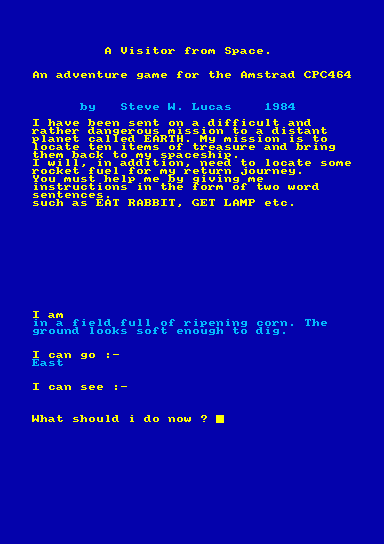 A Visitor from Space.
An adventure game for the Amstrad CPC464
by Steve W. Lucas 1984
I have been sent on a difficult and
rather dangerous mission to a distant
planet called EARTH. My mission is to
locate ten items of treasure and bring
them back to my spaceship.
I will, in addition, need to locate some
rocket fuel for my return journey.
You must help me by giving me
instructions in the form of two word
sentences.
such as EAT RABBIT, GET LAMP etc.
I am
in a field full of ripening corn. The
ground looks soft enough to dig.
I can go :-
East
I can see :-
What should i do now ?